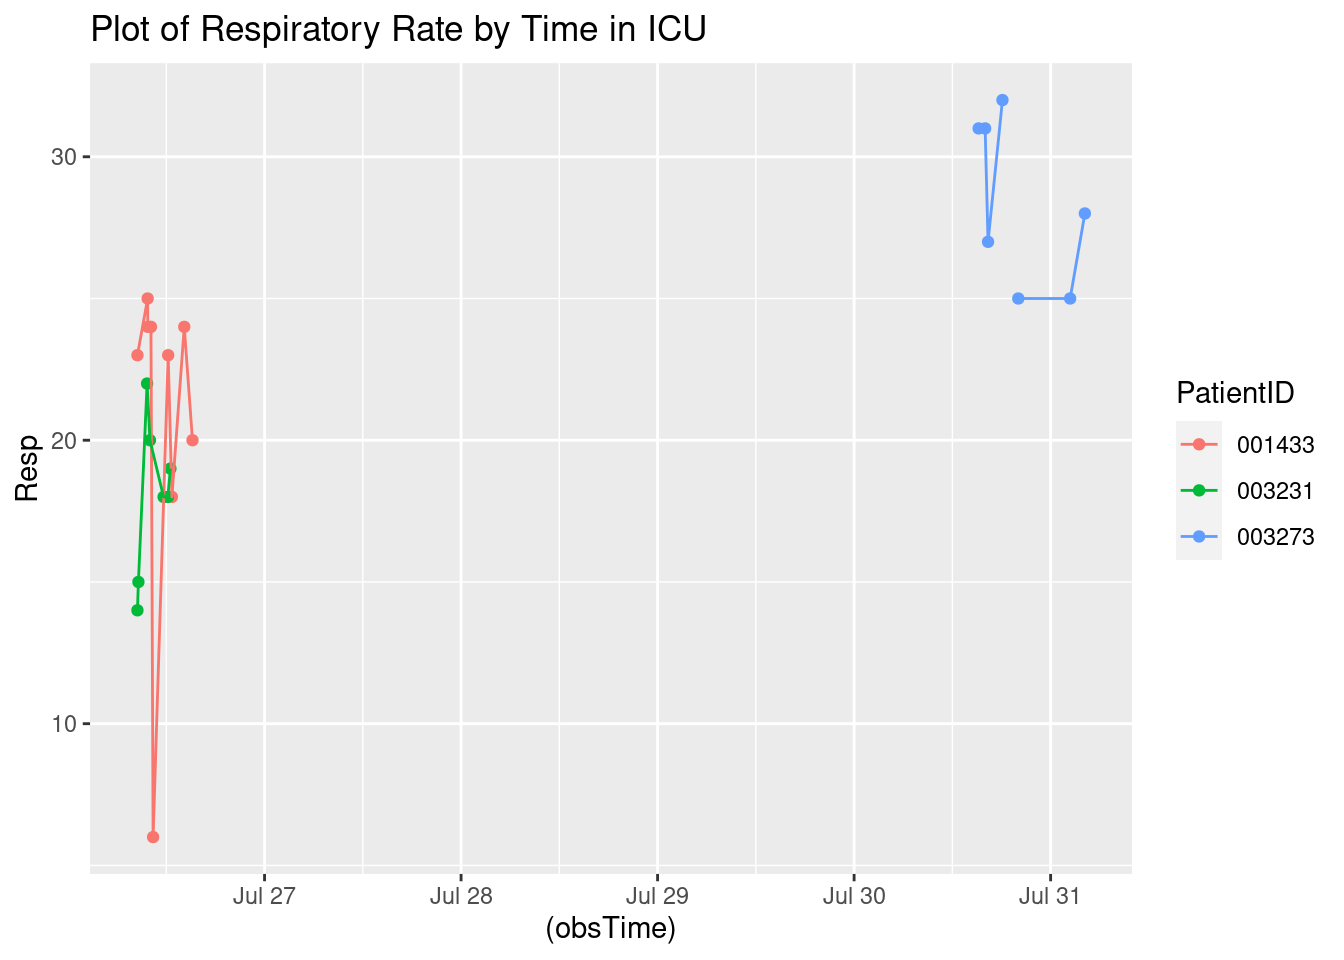 Plot of Respiratory Rate by Time in ICU
30
20
10
Resp
Jul 27
Jul 28
Jul 29
Jul 30
Jul 31
(obsTime)
PatientID
001433
003231
003273